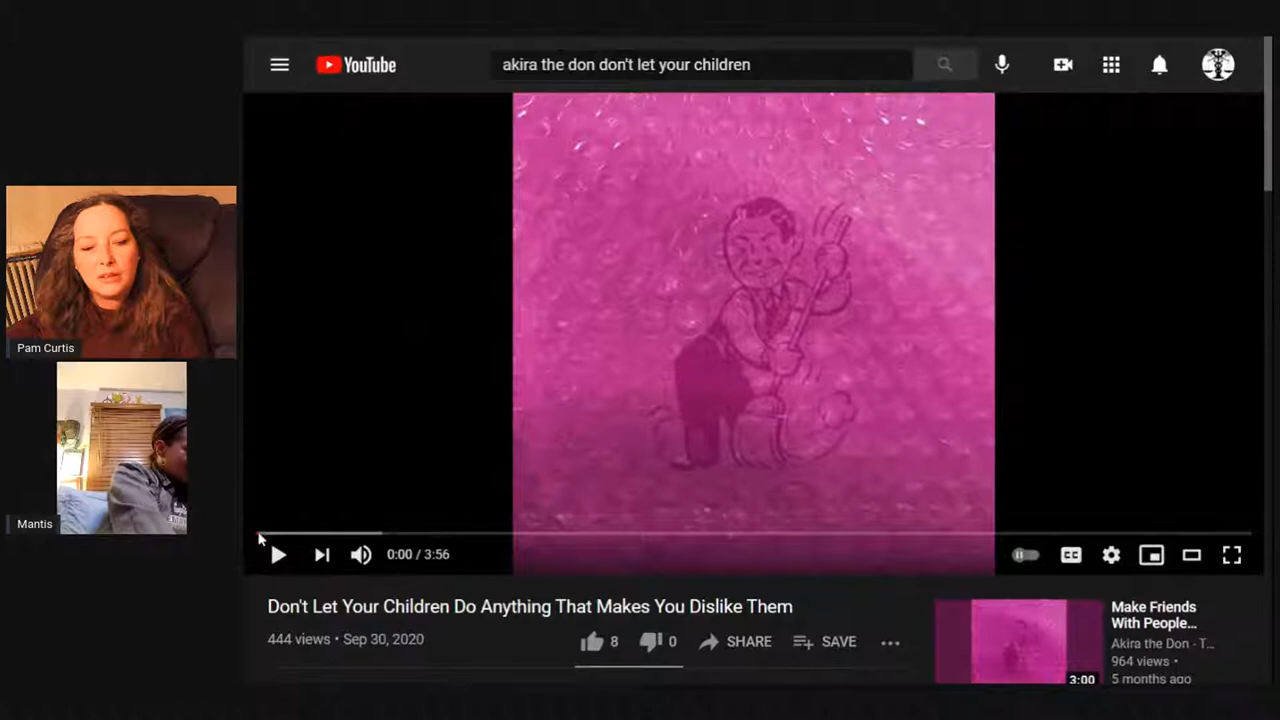 YouTube
akira the don don't let your children
Pam Curtis
Mantis
0:00 / 3:56
CC
Don't Let Your Children Do Anything That Makes You Dislike Them
444 views • Sep 30, 2020
8
0
SHARE
SAVE
Make Friends
With People...
Akira the Don - T...
964 views •
5 months ago
3:00